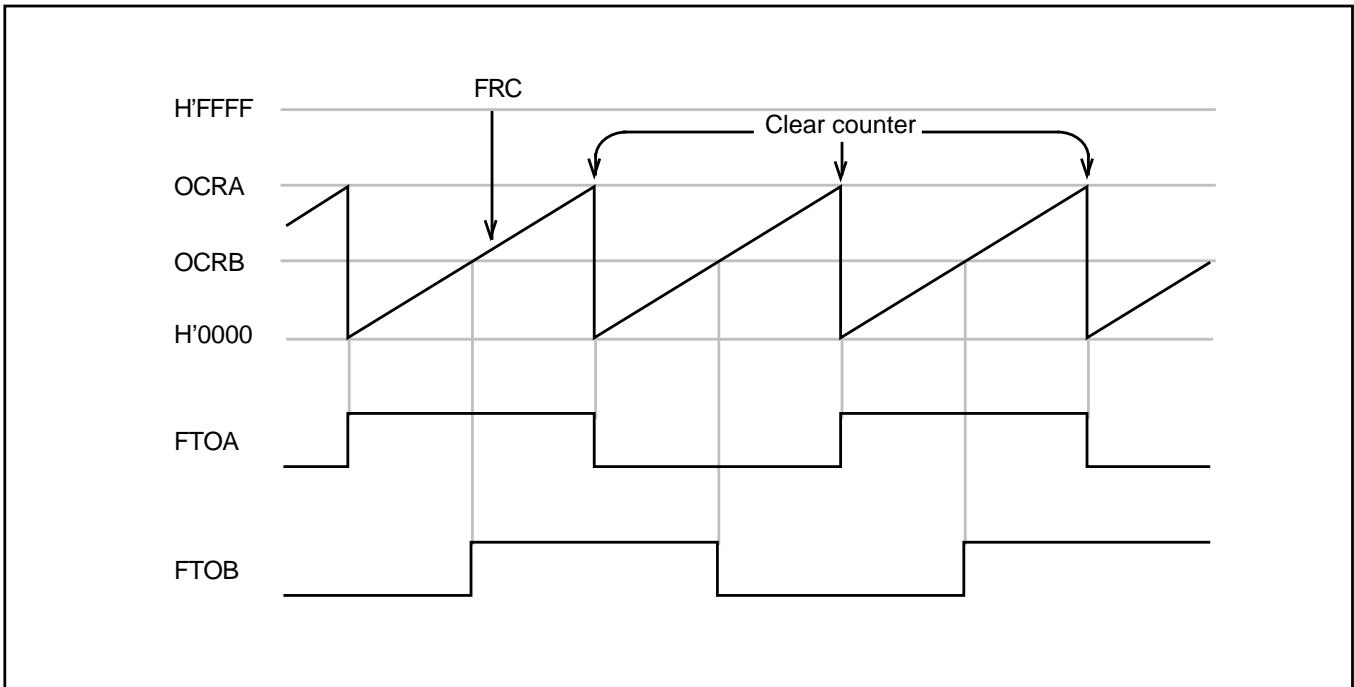 FRC
H'FFFF
Clear counter
OCRA
OCRB
H'0000
FTOA
FTOB